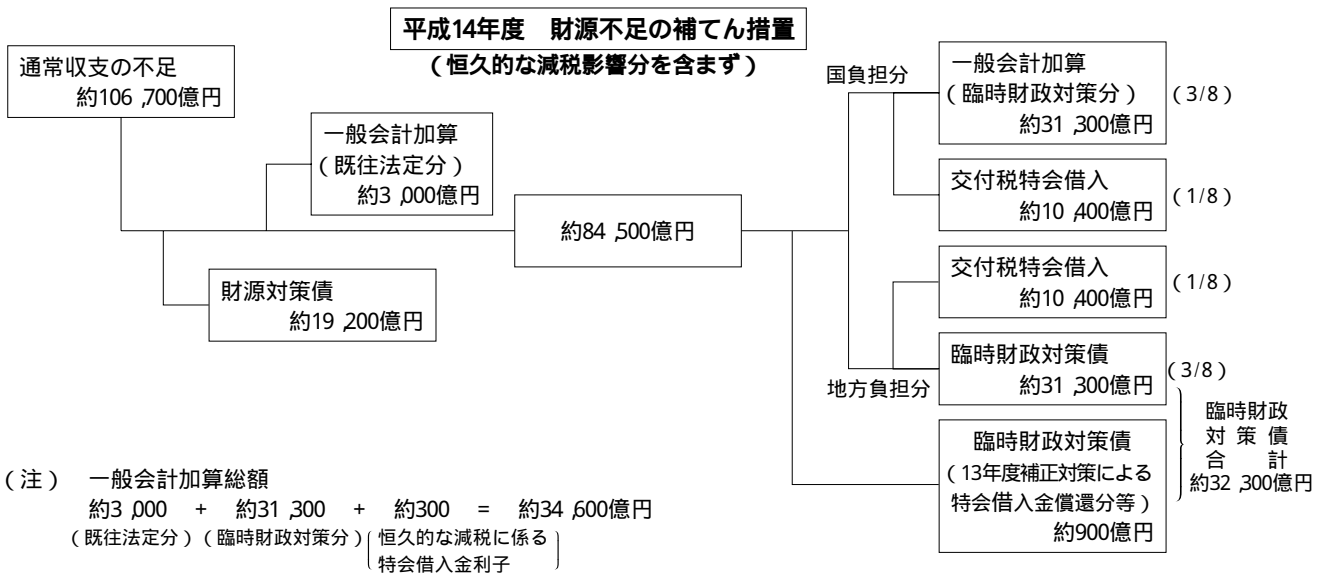 平成14年度 財源不足の補てん措置
(恒久的な減税影響分を含まず)
通常収支の不足
約106,700億円
一般会計加算
(既往法定分)
約3,000億円
財源対策債
約19,200億円
約84,500億円
国負担分
一般会計加算
(臨時財政対策分)
約31,300億円
(3/8)
交付税特会借入
約10,400億円
(1/8)
交付税特会借入
約10,400億円
(1/8)
地方負担分
臨時財政対策債
約31,300億円
(3/8)
臨時財政対策債
(13年度補正対策による
特会借入金償還分等)
約900億円
臨時財政
対策債
合計
約32,300億円
(注) 一般会計加算総額
約3,000 + 約31,300 + 約300 = 約34,600億円
(既往法定分)(臨時財政対策分)恒久的な減税に係る
特会借入金利子